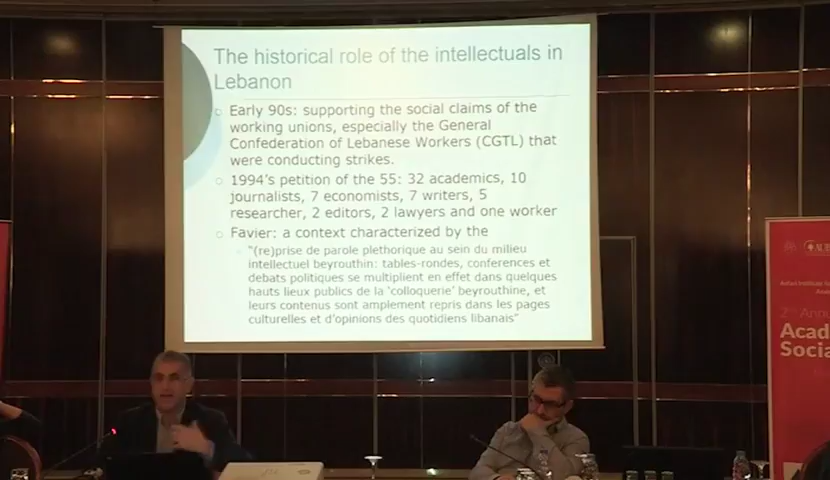 The historical role of the intellectuals in
Lebanon
Early 90s: supporting the social claims of the
working unions, especially the General
Confederation of Lebanese Workers (CGTL) that
were conducting strikes.
1994's petition of the 55: 32 academics, 10
journalists, 7 economists, 7 writers, 5
researcher, 2 editors, 2 lawyers and one worker
Favier: a context characterized by the
"(re)prise de parole plethorique au sein du milieu
intellectuel beyrouthin: tables-rondes, conferences et
debats politiques se multiplient en effet dans quelques
hauts lieux publics de la 'colloquerie' beyrouthine, et
leurs contenus sont amplement repris dans les pages
culturelles et d'opinions des quotidiens libanais"
AUB
Asfari Institute
2nd Annu
Acad
Socia